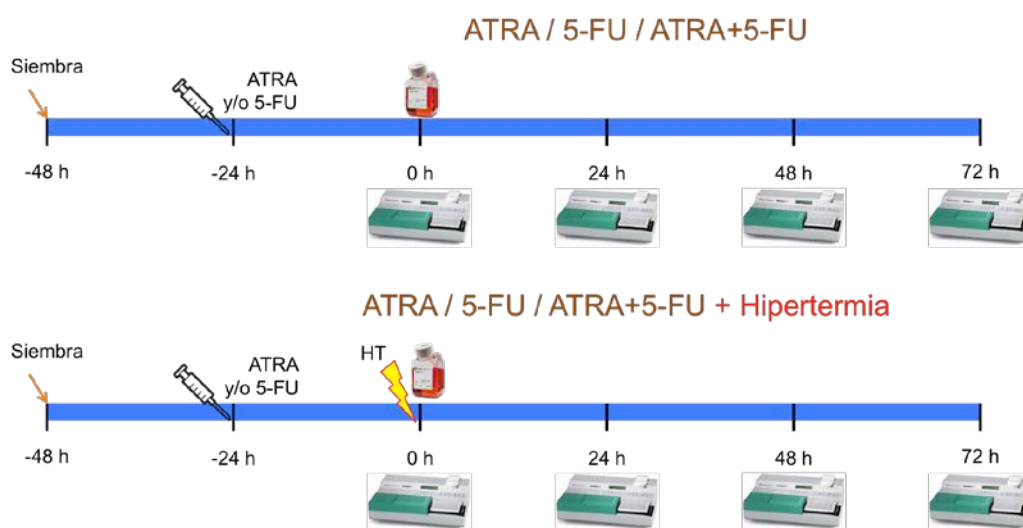 ATRA / 5-FU / ATRA+5-FU
Siembra
ATRA
y/o 5-FU
-48 h
-24 h
0 h
24 h
48 h
72 h
ATRA / 5-FU / ATRA+5-FU + Hipertermia
Siembra
HT
ATRA
y/o 5-FU
-48 h
-24 h
0 h
24 h
48 h
72 h